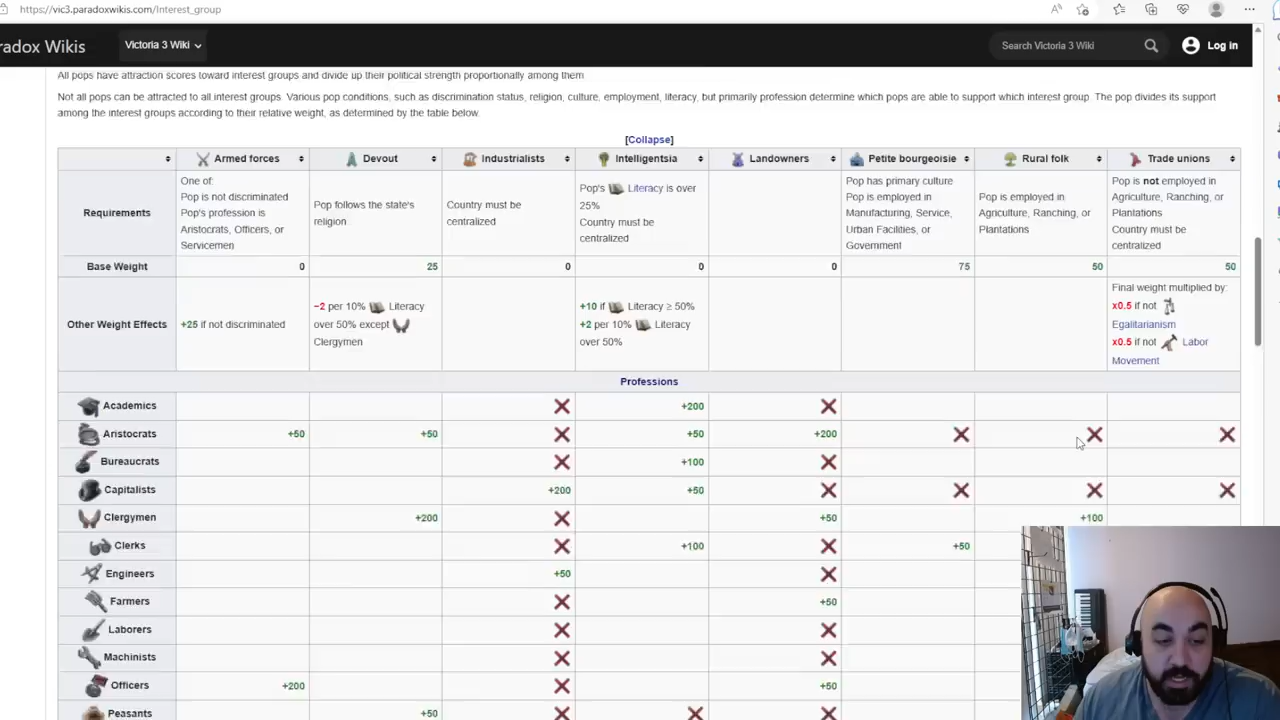 https://vic3.paradoxwikis.com/Interest_group
radox Wikis
Victoria 3 Wiki
Search Victoria 3 Wiki
Log in
All pops have attraction scores toward interest groups and divide up their political strength proportionally among them
Not all pops can be attracted to all interest groups. Various pop conditions, such as discrimination status, religion, culture, employment, literacy, but primarily profession determine which pops are able to support which interest group. The pop divides its support
among the interest groups according to their relative weight, as determined by the table below.
[Collapse]
Armed forces Devout Industrialists Intelligentsia Landowners Petite bourgeoisie Rural folk Trade unions
Requirements
One of:
Pop is not discriminated
Pop's profession is
Aristocrats, Officers, or
Servicemen
Pop follows the state's
religion
Country must be
centralized
Pop's Literacy is over
25%
Country must be
centralized
Pop has primary culture
Pop is employed in
Manufacturing, Service,
Urban Facilities, or
Government
Pop is employed in
Agriculture, Ranching, or
Plantations
Pop is not employed in
Agriculture, Ranching, or
Plantations
Country must be
centralized
Base Weight 0 25 0 0 0 75 50 50
Other Weight Effects
+25 if not discriminated
−2 per 10% Literacy
over 50% except
Clergymen
+10 if Literacy ≥ 50%
+2 per 10% Literacy
over 50%
Final weight multiplied by:
x0.5 if not
Egalitarianism
x0.5 if not Labor
Movement
Professions
Academics +200
Aristocrats +50 +50 +50 +200
Bureaucrats +100
Capitalists +200 +50
Clergymen +200 +50 +100
Clerks +100 +50
Engineers +50
Farmers +50
Laborers
Machinists
Officers +200 +50
Peasants +50